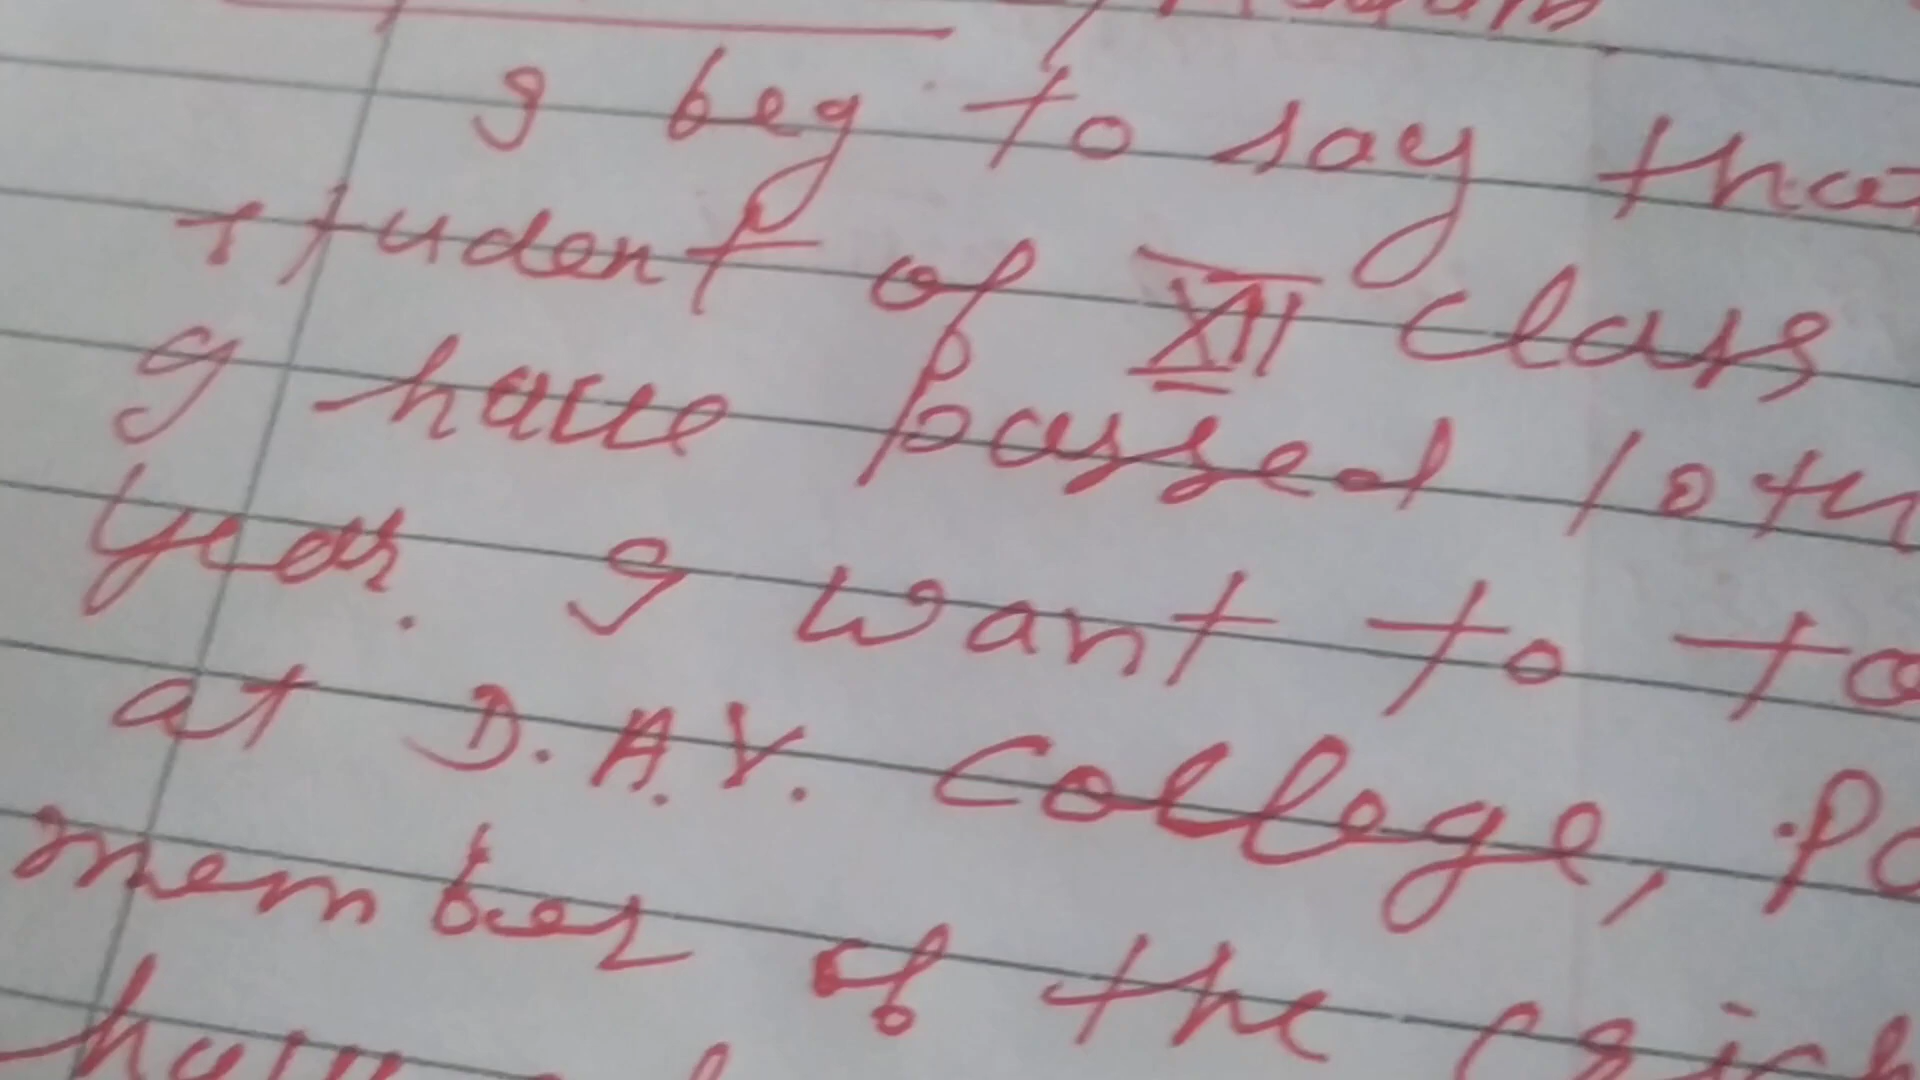 I beg to say that
student of XII class
I have passed 10th
year. I want to
at D.A.V. College,
member of the